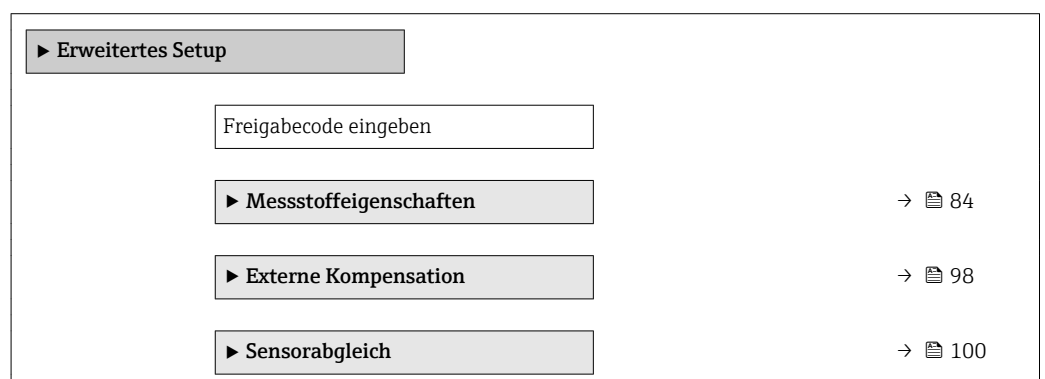 ▶ Erweitertes Setup
Freigabecode eingeben
▶ Messstoffeigenschaften → 84
▶ Externe Kompensation → 98
▶ Sensorabgleich → 100